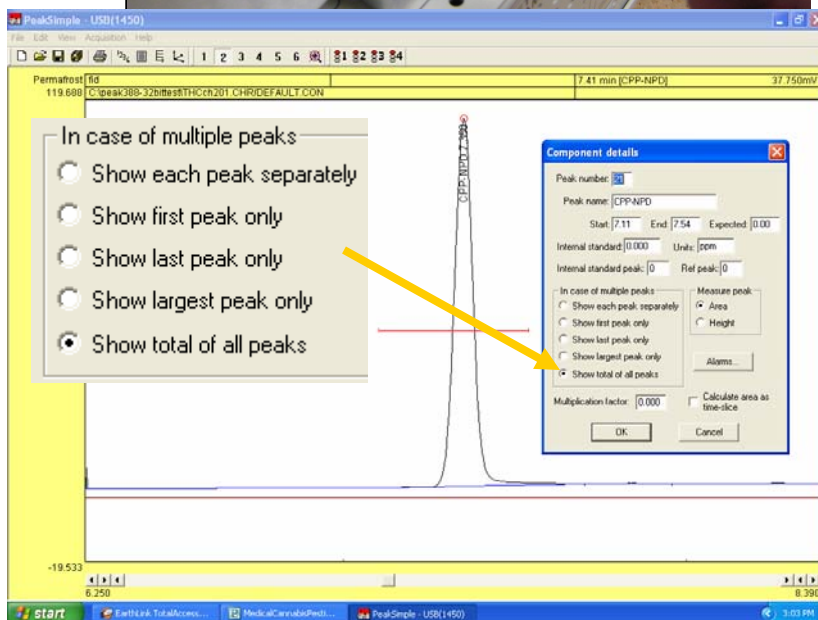 PeakSimple - USB(1450)
File Edit View Acquisition Help
1 2 3 4 5 6 1 2 3 4
Permafrost fid 7.41 min [CPP-NPD] 37.750mV
119.688 C:\peak388-32bittest\THCch201.CHR\DEFAULT.CON
In case of multiple peaks
Show each peak separately
Show first peak only
Show last peak only
Show largest peak only
Show total of all peaks
CPP-NPD
Component details
Peak number:
Peak name: CPP-NPD
Start: 7.11 End: 7.54 Expected: 0.00
Internal standard: 0.000 Units: ppm
Internal standard peak: 0 Ref peak: 0
In case of multiple peaks Measure peak
Show each peak separately Area
Show first peak only Height
Show last peak only
Show largest peak only Alarms...
Show total of all peaks
Multiplication factor: 0.000 Calculate area as
time-slice
OK Cancel
-19.533
6.250 8.390
start EarthLink TotalAccess... MedicalCannabisPesti... PeakSimple - USB(1450) 3:03 PM